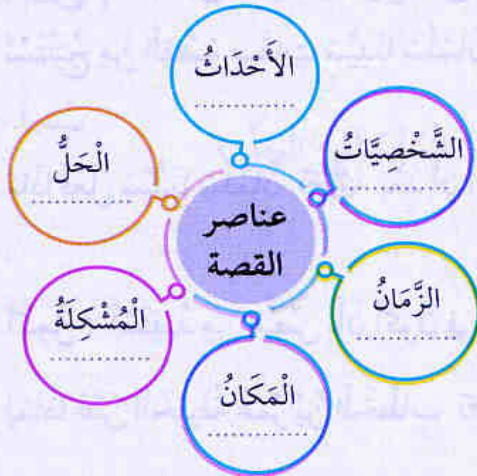 الأَحْدَاثُ
..............
الشَّخْصِيَّاتُ
..............
الْحَلُّ
..............
عناصر
القصة
الزَّمَانُ
..............
الْمُشْكِلَةُ
..............
الْمَكَانُ
..............